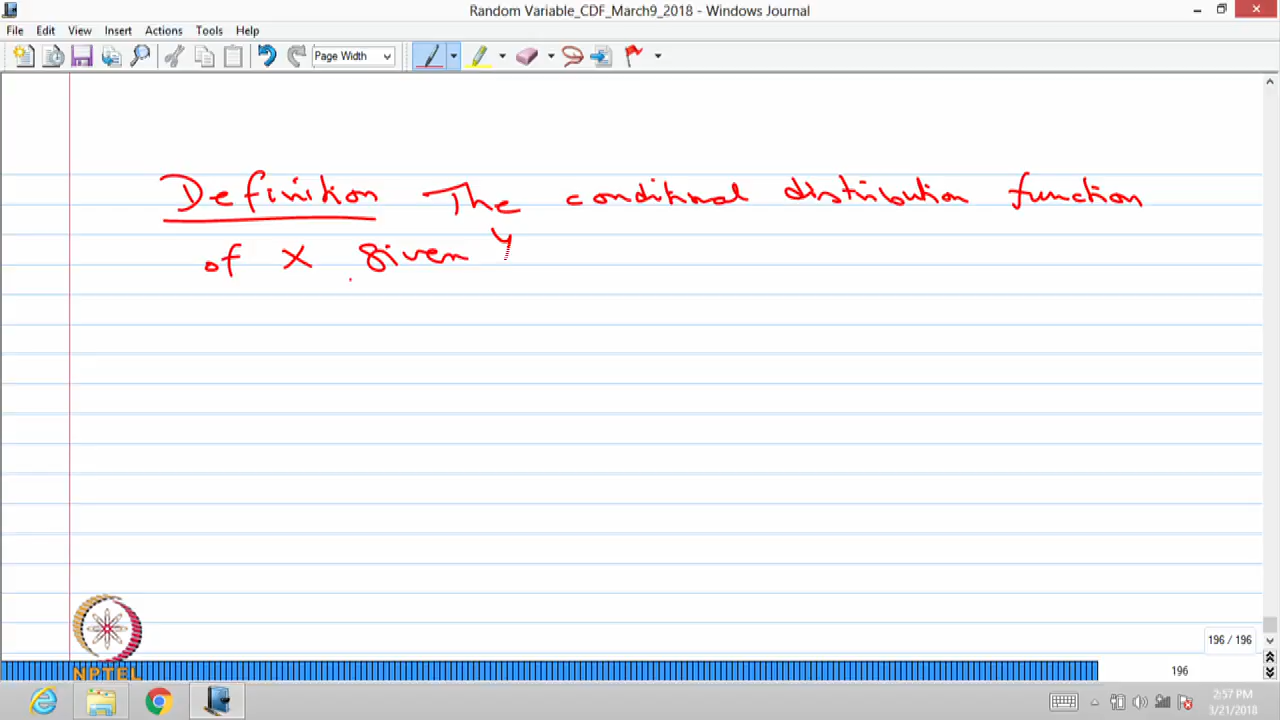 Random Variable_CDF_March9_2018 - Windows Journal
File Edit View Insert Actions Tools Help
Page Width
Definition The conditional distribution function
of X given Y
196 / 196
196
NPTEL
2:57 PM
3/21/2018